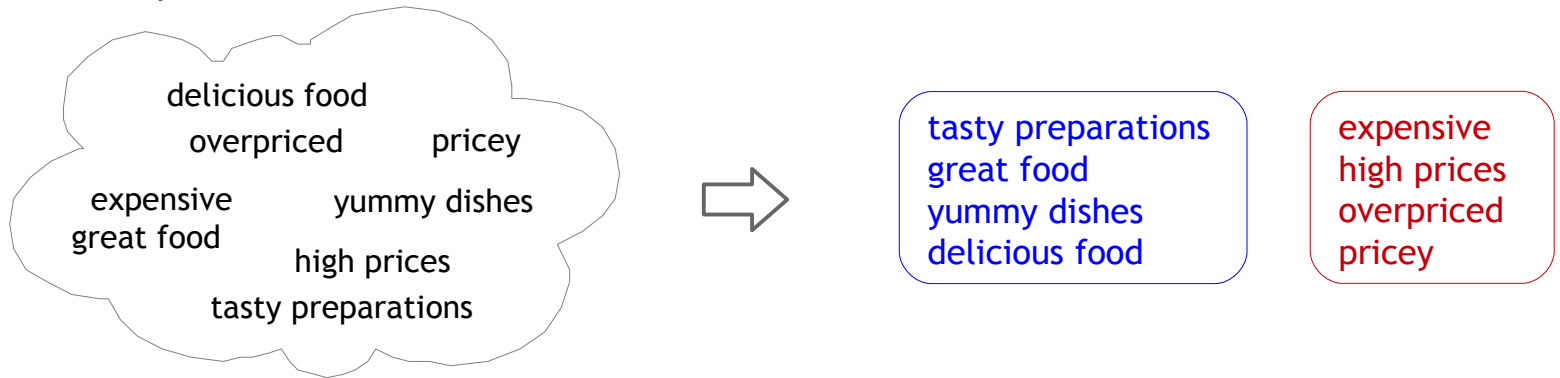 delicious food
overpriced
pricey
expensive
yummy dishes
great food
high prices
tasty preparations
tasty preparations
great food
yummy dishes
delicious food
expensive
high prices
overpriced
pricey